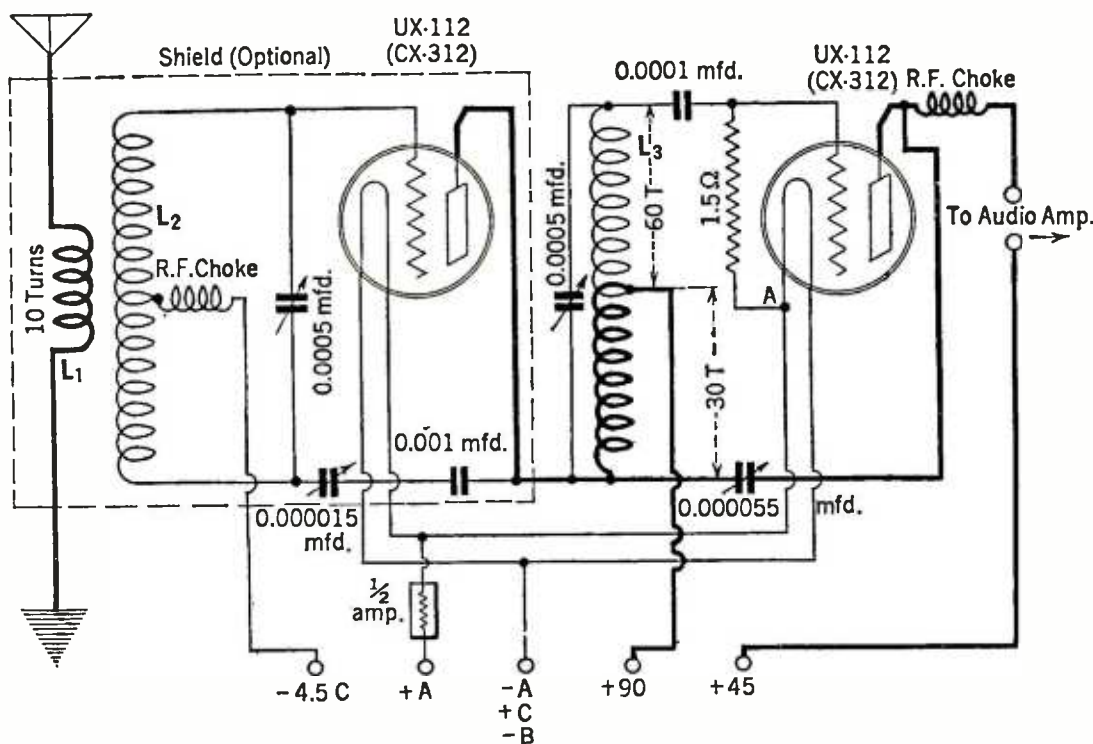 UX-112
(CX-312)
Shield (Optional)
UX-112
(CX-312)
0.0001 mfd.
R.F. Choke
L3
L2
R.F. Choke
10 Turns
L1
0.0005 mfd.
0.0005 mfd.
60 T
1.5 Ω
A
To Audio Amp.
30 T
0.001 mfd.
0.000015
mfd.
0.000055
mfd.
1/2
amp.
-4.5 C
+A
-A
+C
-B
+90
+45